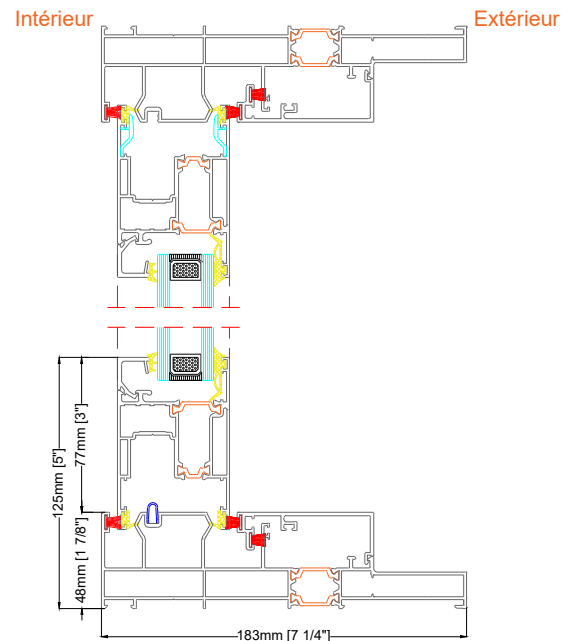 Intérieur
Extérieur
125mm [5"]
77mm [3"]
48mm [1 7/8"]
183mm [7 1/4"]